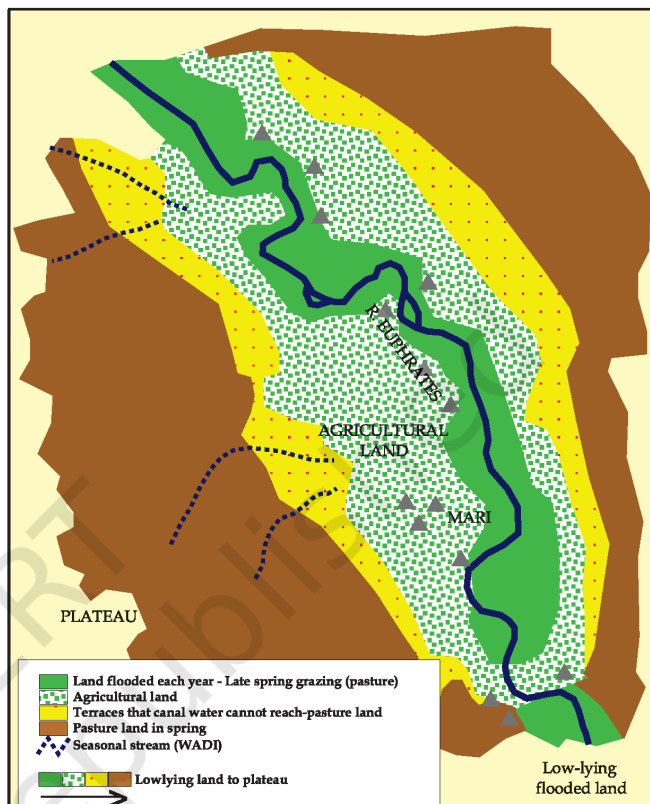 R. EUPHRATES
AGRICULTURAL
LAND
MARI
PLATEAU
Land flooded each year - Late spring grazing (pasture)
Agricultural land
Terraces that canal water cannot reach-pasture land
Pasture land in spring
Seasonal stream (WADI)
Lowlying land to plateau
Low-lying
flooded land